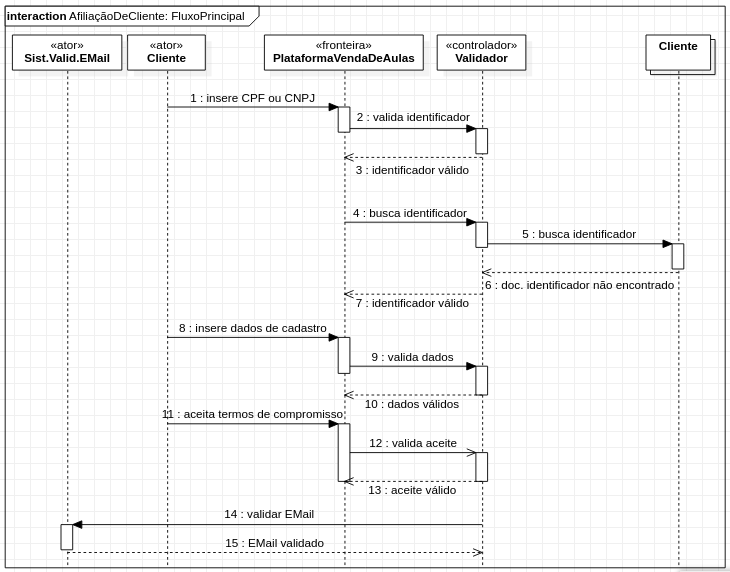 interaction AfiliaçãoDeCliente: FluxoPrincipal
«ator»
Sist.Valid.EMail
«ator»
Cliente
«fronteira»
PlataformaVendaDeAulas
«controlador»
Validador
Cliente
1 : insere CPF ou CNPJ
2 : valida identificador
3 : identificador válido
4 : busca identificador
5 : busca identificador
6 : doc. identificador não encontrado
7 : identificador válido
8 : insere dados de cadastro
9 : valida dados
10 : dados válidos
11 : aceita termos de compromisso
12 : valida aceite
13 : aceite válido
14 : validar EMail
15 : EMail validado